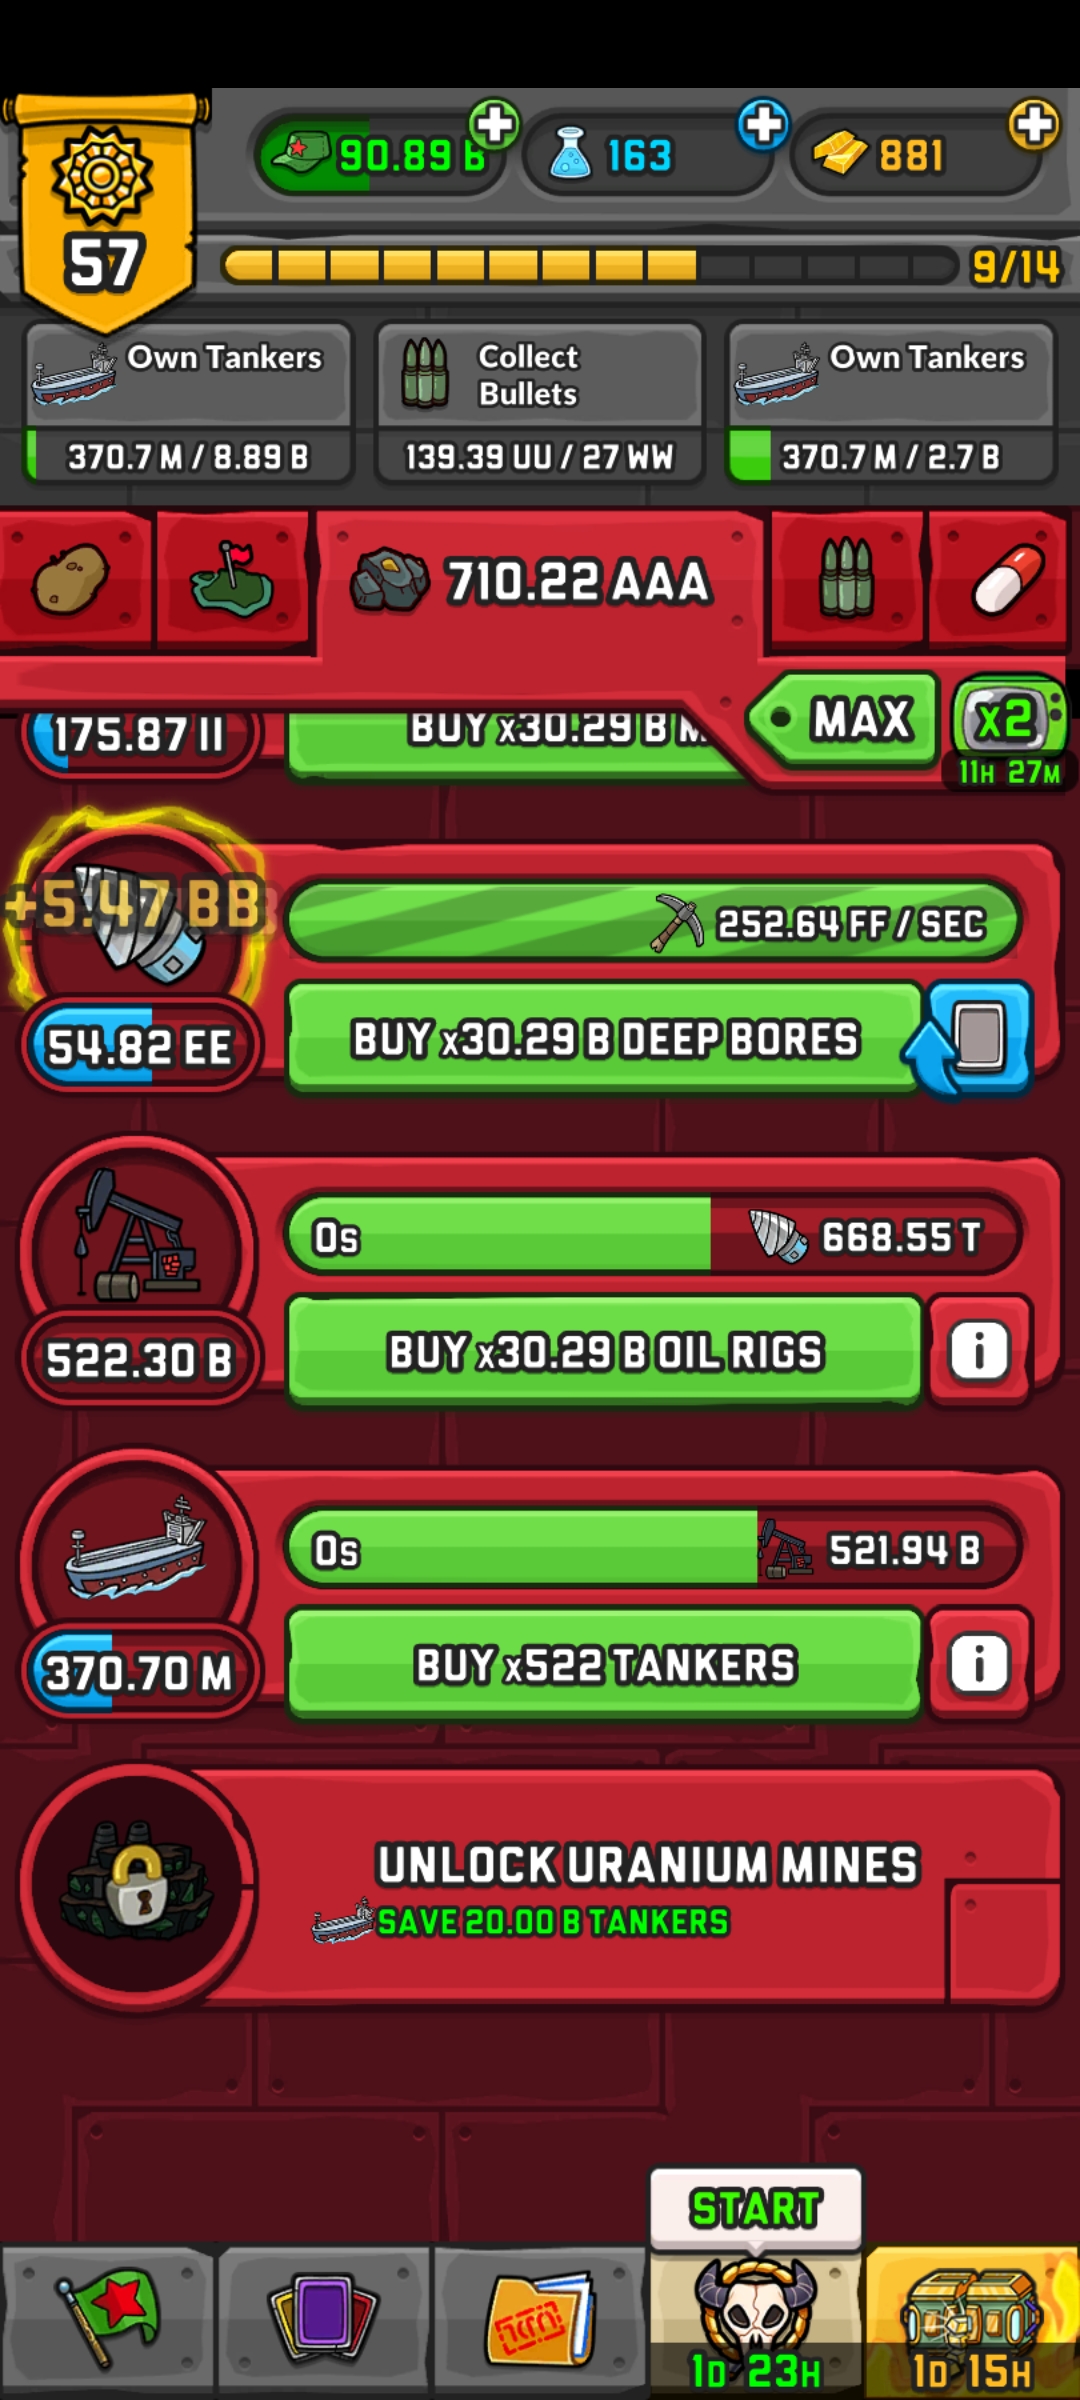 57
90.89 B
163
881
9/14
Own Tankers
370.7 M / 8.89 B
Collect
Bullets
139.39 UU / 27 WW
Own Tankers
370.7 M / 2.7 B
710.22 AAA
MAX
x2
11H 27M
175.87 II
BUY x30.29 B M
+5.47 BB
252.64 FF / SEC
54.82 EE
BUY x30.29 B DEEP BORES
0s
668.55 T
522.30 B
BUY x30.29 B OIL RIGS
i
0s
521.94 B
370.70 M
BUY x522 TANKERS
i
UNLOCK URANIUM MINES
SAVE 20.00 B TANKERS
START
1D 23H
1D 15H